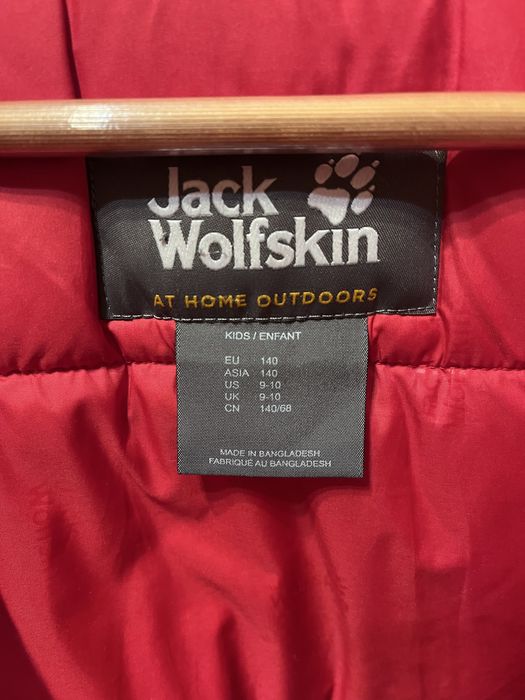 Jack
Wolfskin
AT HOME OUTDOORS
KIDS / ENFANT
EU 140
ASIA 140
US 9-10
UK 9-10
CN 140/68
MADE IN BANGLADESH
FABRIQUÉ AU BANGLADESH